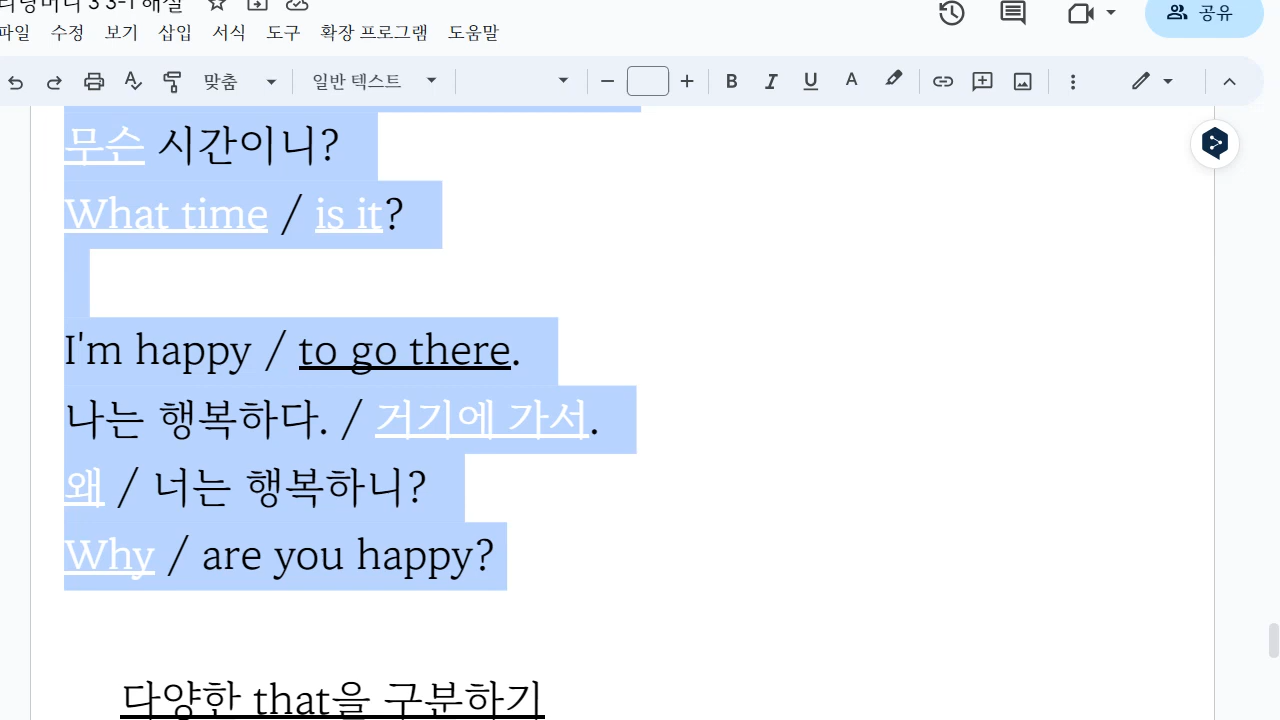 파일 수정 보기 삽입 서식 도구 확장 프로그램 도움말
공유
맞춤 일반 텍스트
B I U A
무슨 시간이니?
What time / is it?
I'm happy / to go there.
나는 행복하다. / 거기에 가서.
왜 / 너는 행복하니?
Why / are you happy?
다양한 that을 구분하기